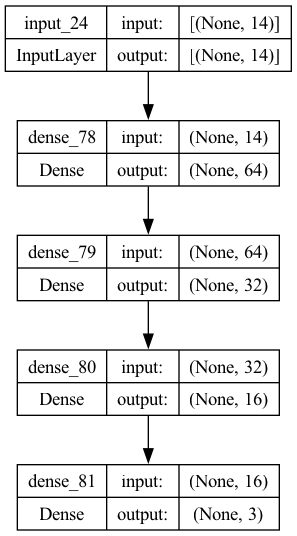 input_24 input: [(None, 14)]
InputLayer output: [(None, 14)]
dense_78 input: (None, 14)
Dense output: (None, 64)
dense_79 input: (None, 64)
Dense output: (None, 32)
dense_80 input: (None, 32)
Dense output: (None, 16)
dense_81 input: (None, 16)
Dense output: (None, 3)